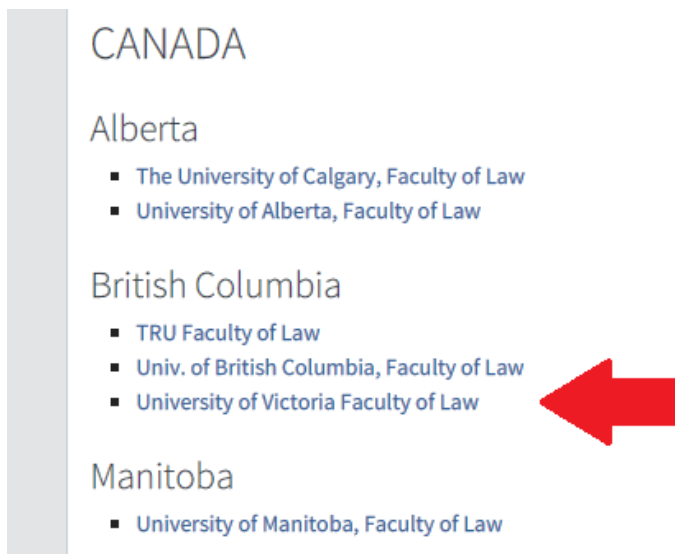 CANADA
Alberta
The University of Calgary, Faculty of Law
University of Alberta, Faculty of Law
British Columbia
TRU Faculty of Law
Univ. of British Columbia, Faculty of Law
University of Victoria Faculty of Law
Manitoba
University of Manitoba, Faculty of Law